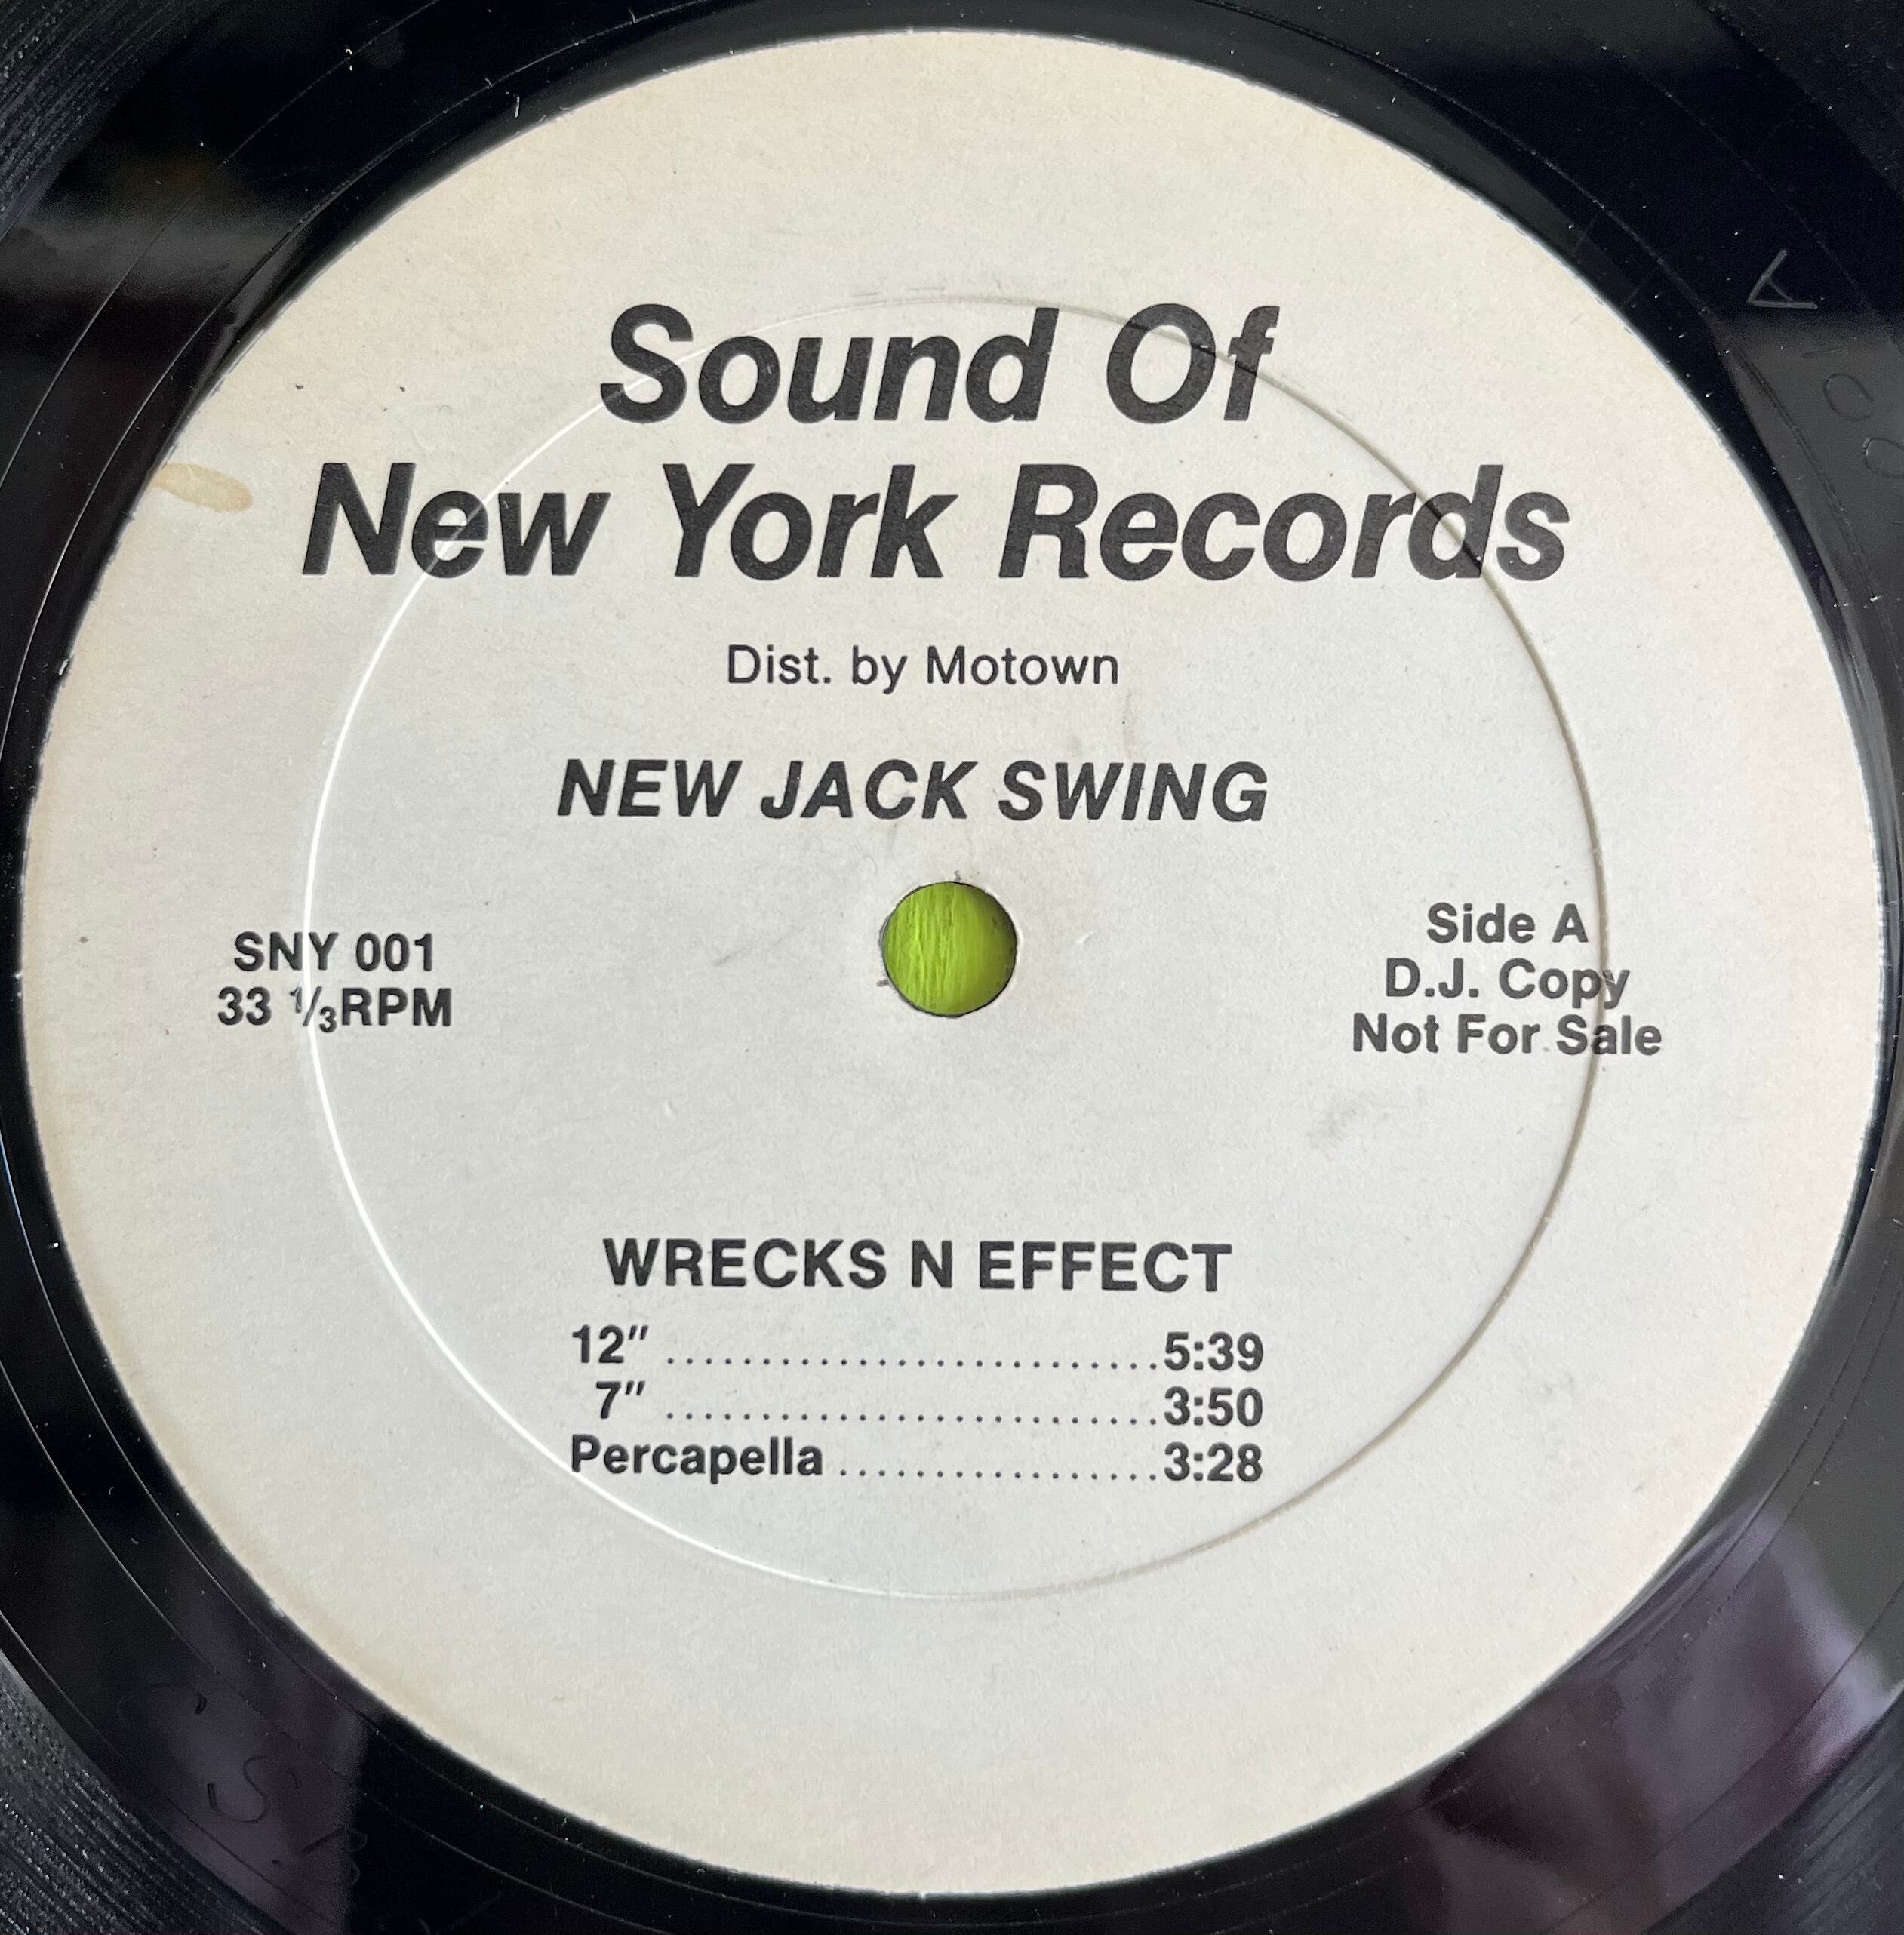 Sound Of
New York Records
Dist. by Motown
NEW JACK SWING
SNY 001
33 ⅓RPM
Side A
D.J. Copy
Not For Sale
WRECKS N EFFECT
12″ ..........................5:39
7″ ..........................3:50
Percapella .................3:28
A